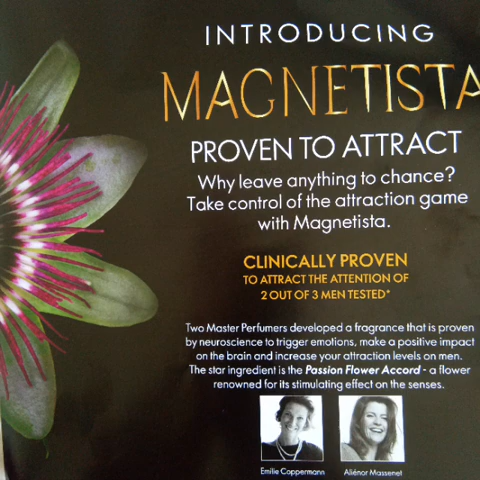 INTRODUCING
MAGNETISTA
PROVEN TO ATTRACT
Why leave anything to chance?
Take control of the attraction game
with Magnetista.
CLINICALLY PROVEN
TO ATTRACT THE ATTENTION OF
2 OUT OF 3 MEN TESTED*
Two Master Perfumers developed a fragrance that is proven
by neuroscience to trigger emotions, make a positive impact
on the brain and increase your attraction levels on men.
The star ingredient is the Passion Flower Accord - a flower
renowned for its stimulating effect on the senses.
Emilie Coppermann
Aliénor Massenet